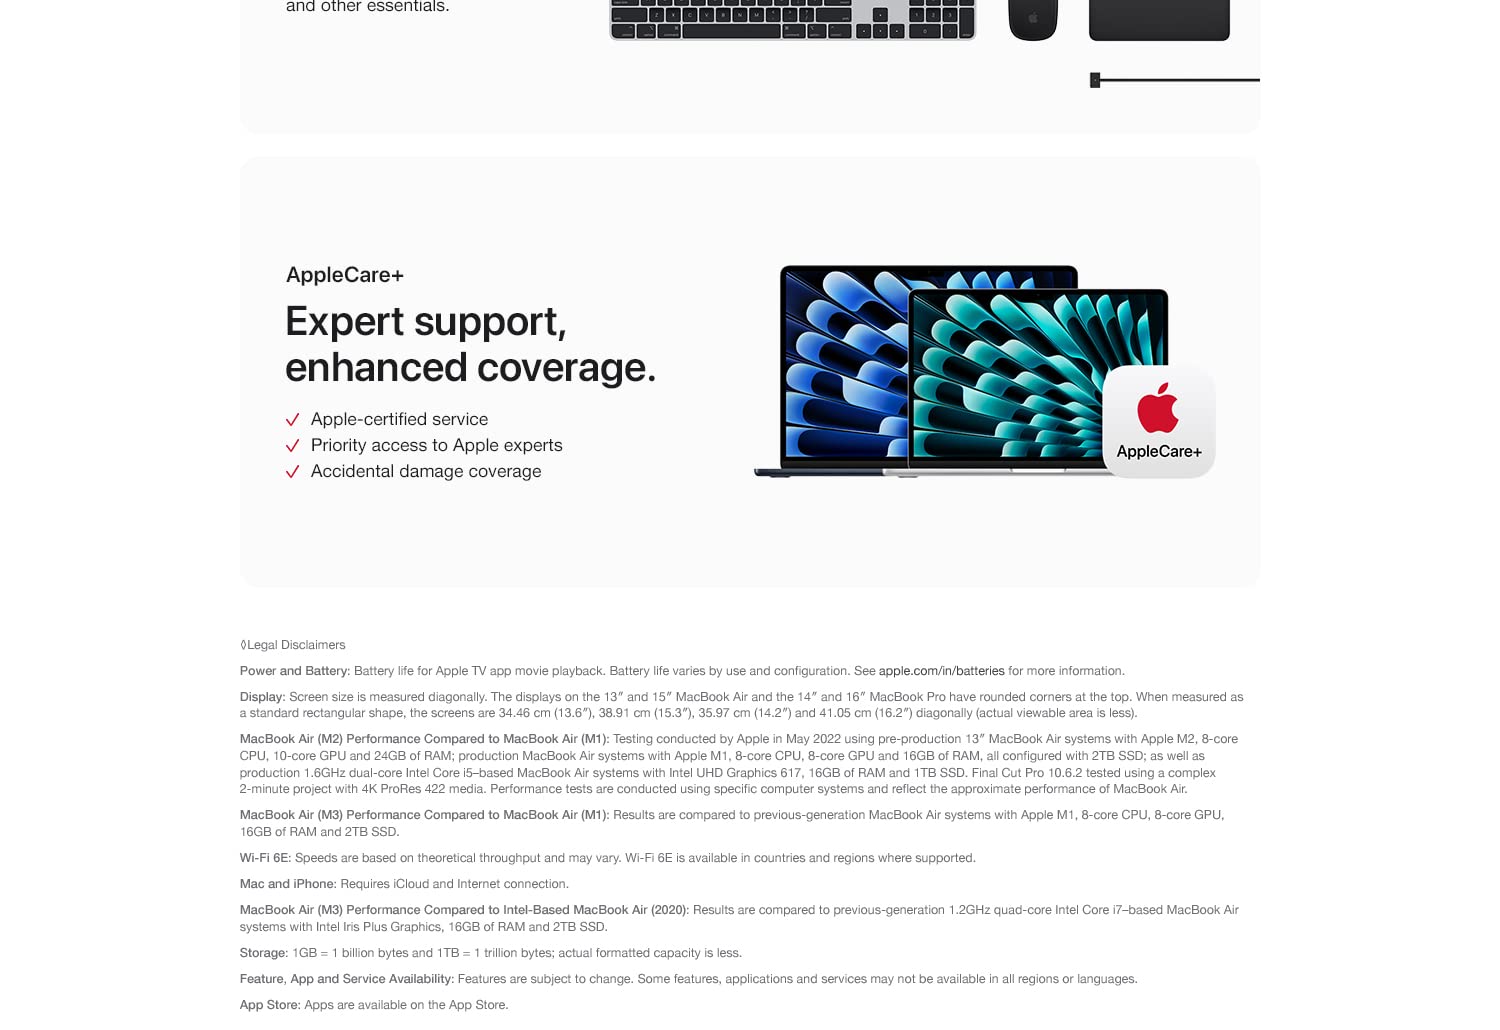 and other essentials.
AppleCare+
Expert support,
enhanced coverage.
Apple-certified service
Priority access to Apple experts
Accidental damage coverage
AppleCare+
◊Legal Disclaimers
Power and Battery: Battery life for Apple TV app movie playback. Battery life varies by use and configuration. See apple.com/in/batteries for more information.
Display: Screen size is measured diagonally. The displays on the 13″ and 15″ MacBook Air and the 14″ and 16″ MacBook Pro have rounded corners at the top. When measured as
a standard rectangular shape, the screens are 34.46 cm (13.6″), 38.91 cm (15.3″), 35.97 cm (14.2″) and 41.05 cm (16.2″) diagonally (actual viewable area is less).
MacBook Air (M2) Performance Compared to MacBook Air (M1): Testing conducted by Apple in May 2022 using pre-production 13″ MacBook Air systems with Apple M2, 8-core
CPU, 10-core GPU and 24GB of RAM; production MacBook Air systems with Apple M1, 8-core CPU, 8-core GPU and 16GB of RAM, all configured with 2TB SSD; as well as
production 1.6GHz dual-core Intel Core i5–based MacBook Air systems with Intel UHD Graphics 617, 16GB of RAM and 1TB SSD. Final Cut Pro 10.6.2 tested using a complex
2-minute project with 4K ProRes 422 media. Performance tests are conducted using specific computer systems and reflect the approximate performance of MacBook Air.
MacBook Air (M3) Performance Compared to MacBook Air (M1): Results are compared to previous-generation MacBook Air systems with Apple M1, 8-core CPU, 8-core GPU,
16GB of RAM and 2TB SSD.
Wi-Fi 6E: Speeds are based on theoretical throughput and may vary. Wi-Fi 6E is available in countries and regions where supported.
Mac and iPhone: Requires iCloud and Internet connection.
MacBook Air (M3) Performance Compared to Intel-Based MacBook Air (2020): Results are compared to previous-generation 1.2GHz quad-core Intel Core i7–based MacBook Air
systems with Intel Iris Plus Graphics, 16GB of RAM and 2TB SSD.
Storage: 1GB = 1 billion bytes and 1TB = 1 trillion bytes; actual formatted capacity is less.
Feature, App and Service Availability: Features are subject to change. Some features, applications and services may not be available in all regions or languages.
App Store: Apps are available on the App Store.